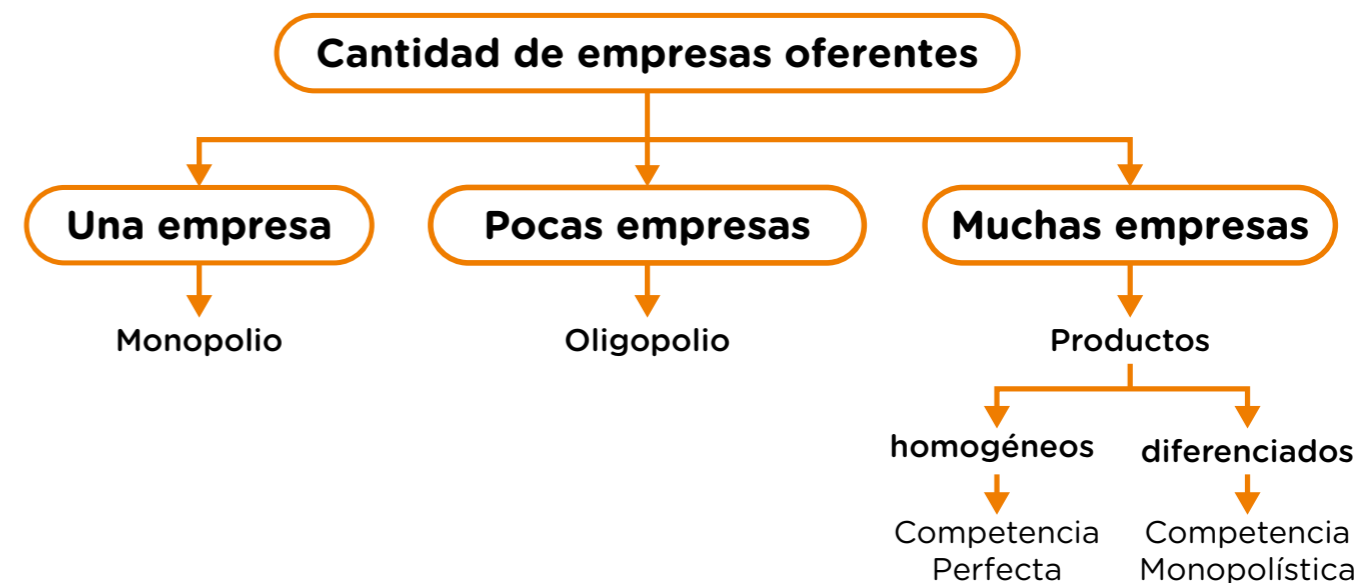 Cantidad de empresas oferentes
Una empresa
Pocas empresas
Muchas empresas
Monopolio
Oligopolio
Productos
homogéneos
diferenciados
Competencia
Perfecta
Competencia
Monopolística